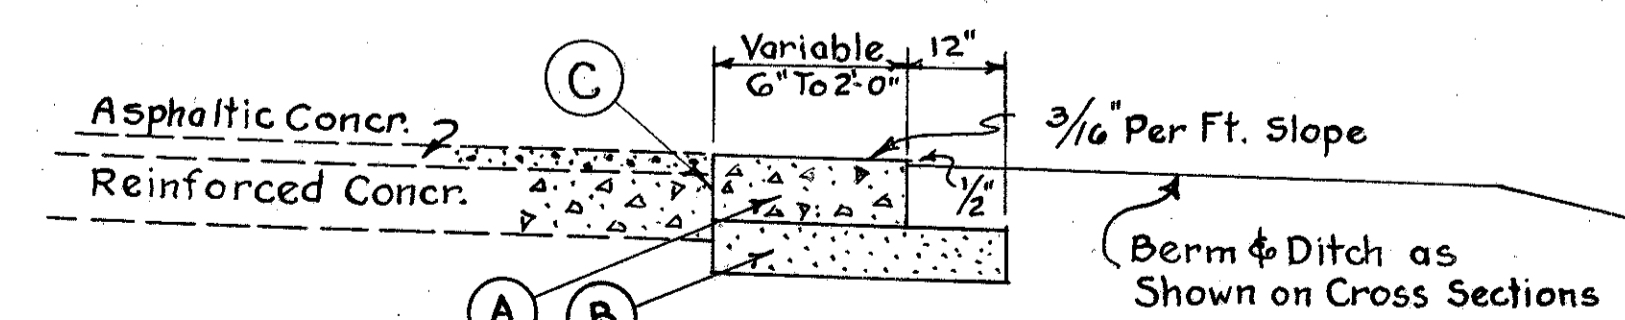 Variable 12"
6" To 2'-0"
C
Asphaltic Concr.
3/16" Per Ft. Slope
Reinforced Concr.
1/2"
Berm & Ditch as
Shown on Cross Sections
A B